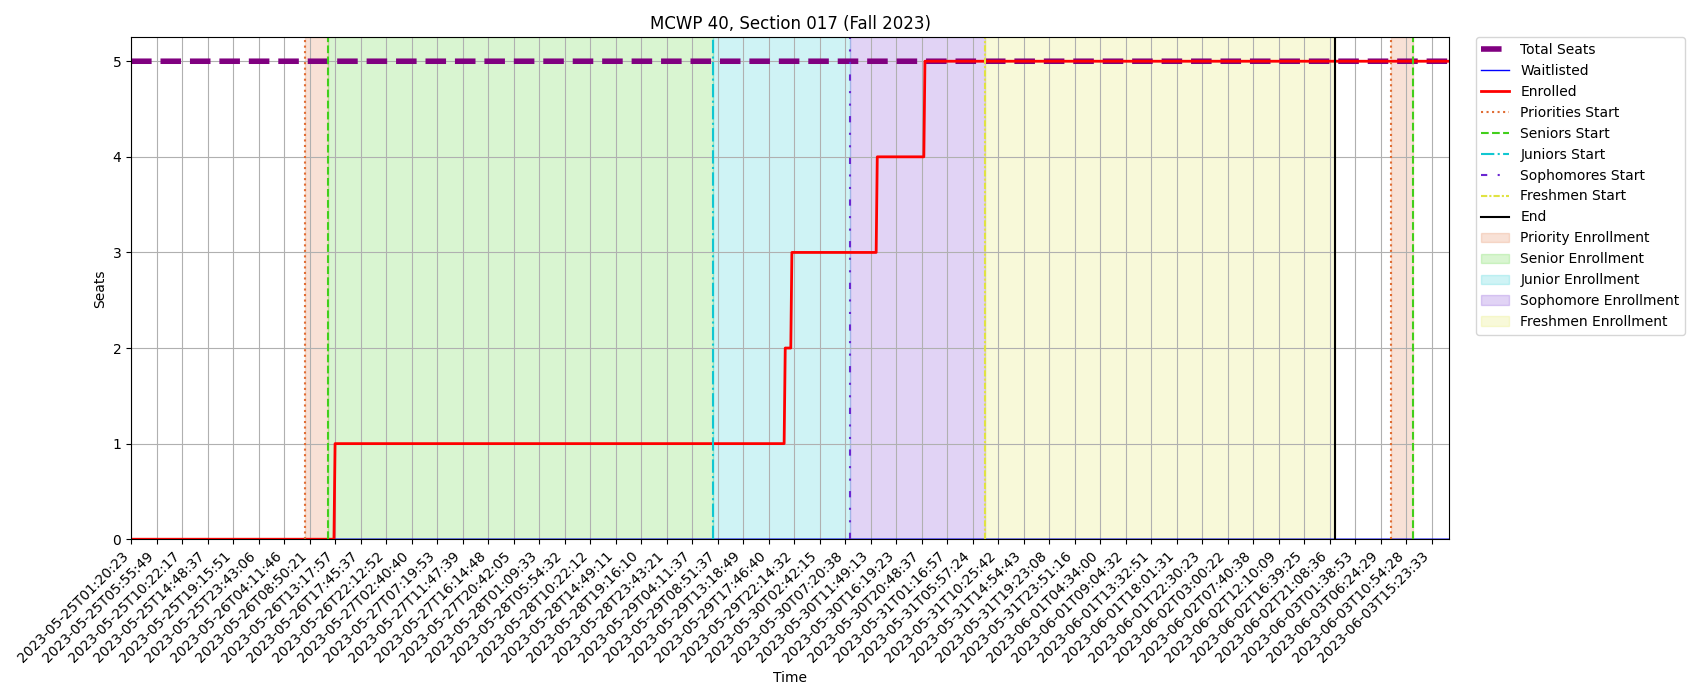 MCWP 40, Section 017 (Fall 2023)
Seats
5
4
3
2
1
0
2023-05-25T01:20:23
2023-05-25T05:55:49
2023-05-25T10:22:17
2023-05-25T14:48:37
2023-05-25T19:15:51
2023-05-25T23:43:06
2023-05-26T04:11:46
2023-05-26T08:50:21
2023-05-26T13:17:57
2023-05-26T17:45:37
2023-05-26T22:12:52
2023-05-27T02:40:40
2023-05-27T07:19:53
2023-05-27T11:47:39
2023-05-27T16:14:48
2023-05-27T20:42:05
2023-05-28T01:09:33
2023-05-28T05:54:32
2023-05-28T10:22:12
2023-05-28T14:49:11
2023-05-28T19:16:10
2023-05-28T23:43:21
2023-05-29T04:11:37
2023-05-29T08:51:37
2023-05-29T13:18:49
2023-05-29T17:46:40
2023-05-29T22:14:32
2023-05-30T02:42:15
2023-05-30T07:20:38
2023-05-30T11:49:13
2023-05-30T16:19:23
2023-05-30T20:48:37
2023-05-31T01:16:57
2023-05-31T05:57:24
2023-05-31T10:25:42
2023-05-31T14:54:43
2023-05-31T19:23:08
2023-05-31T23:51:16
2023-06-01T04:34:00
2023-06-01T09:04:32
2023-06-01T13:32:51
2023-06-01T18:01:31
2023-06-01T22:30:23
2023-06-02T03:00:22
2023-06-02T07:40:38
2023-06-02T12:10:09
2023-06-02T16:39:25
2023-06-02T21:08:36
2023-06-03T01:38:53
2023-06-03T06:24:29
2023-06-03T10:54:28
2023-06-03T15:23:33
Time
Total Seats
Waitlisted
Enrolled
Priorities Start
Seniors Start
Juniors Start
Sophomores Start
Freshmen Start
End
Priority Enrollment
Senior Enrollment
Junior Enrollment
Sophomore Enrollment
Freshmen Enrollment